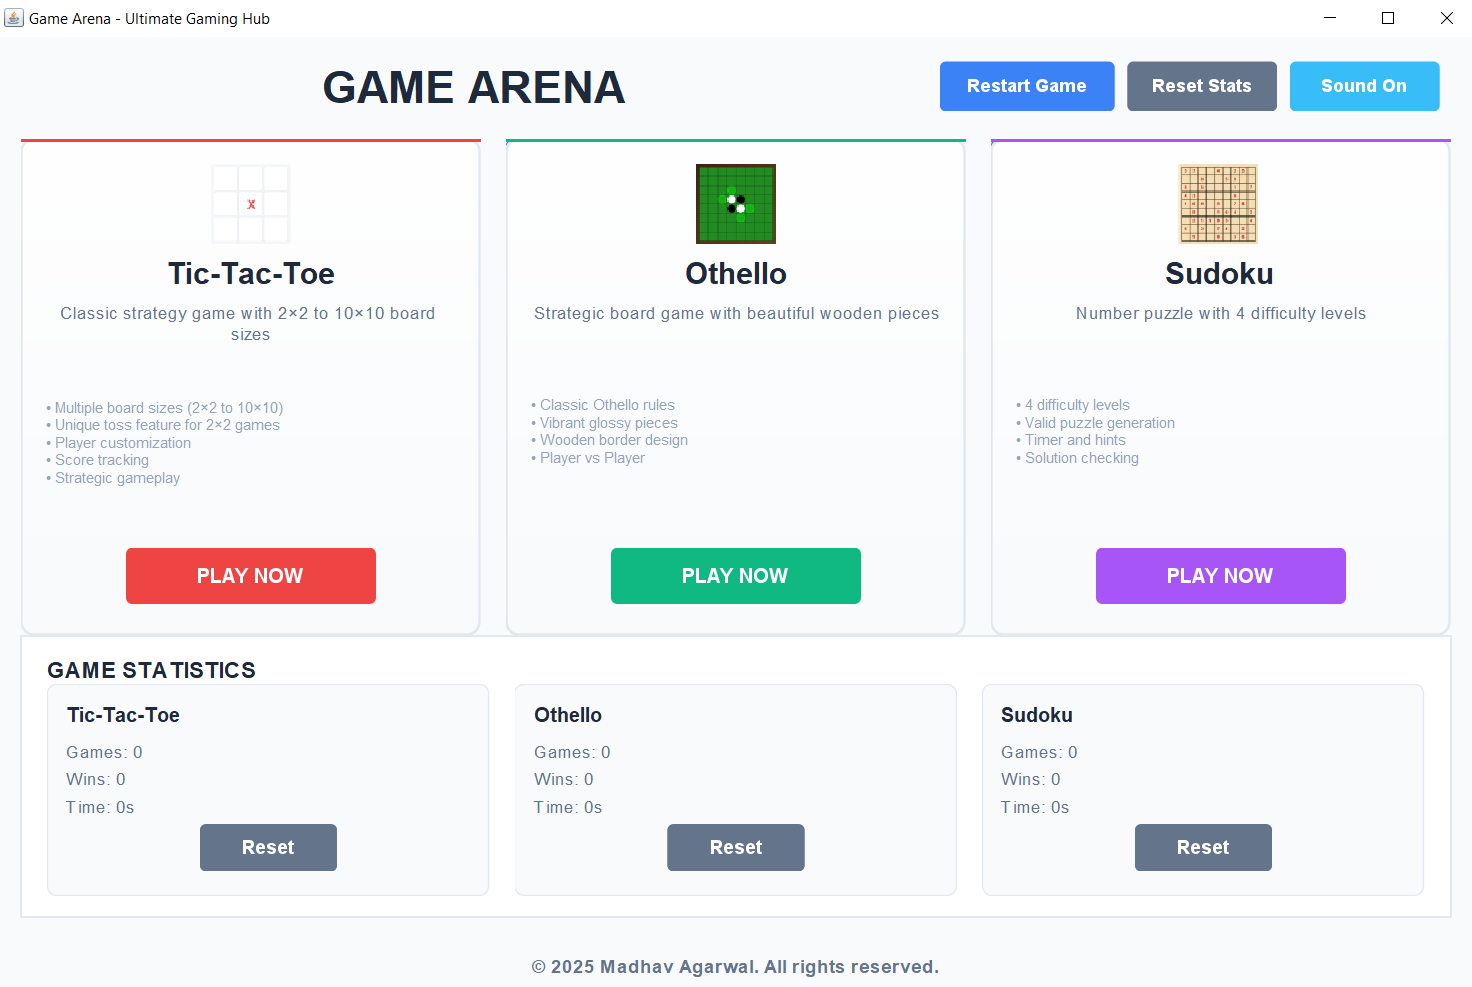 Game Arena - Ultimate Gaming Hub
GAME ARENA
Restart Game
Reset Stats
Sound On
X
Tic-Tac-Toe
Classic strategy game with 2×2 to 10×10 board
sizes
• Multiple board sizes (2×2 to 10×10)
• Unique toss feature for 2×2 games
• Player customization
• Score tracking
• Strategic gameplay
PLAY NOW
Othello
Strategic board game with beautiful wooden pieces
• Classic Othello rules
• Vibrant glossy pieces
• Wooden border design
• Player vs Player
PLAY NOW
Sudoku
Number puzzle with 4 difficulty levels
• 4 difficulty levels
• Valid puzzle generation
• Timer and hints
• Solution checking
PLAY NOW
GAME STATISTICS
Tic-Tac-Toe
Games: 0
Wins: 0
Time: 0s
Reset
Othello
Games: 0
Wins: 0
Time: 0s
Reset
Sudoku
Games: 0
Wins: 0
Time: 0s
Reset
© 2025 Madhav Agarwal. All rights reserved.